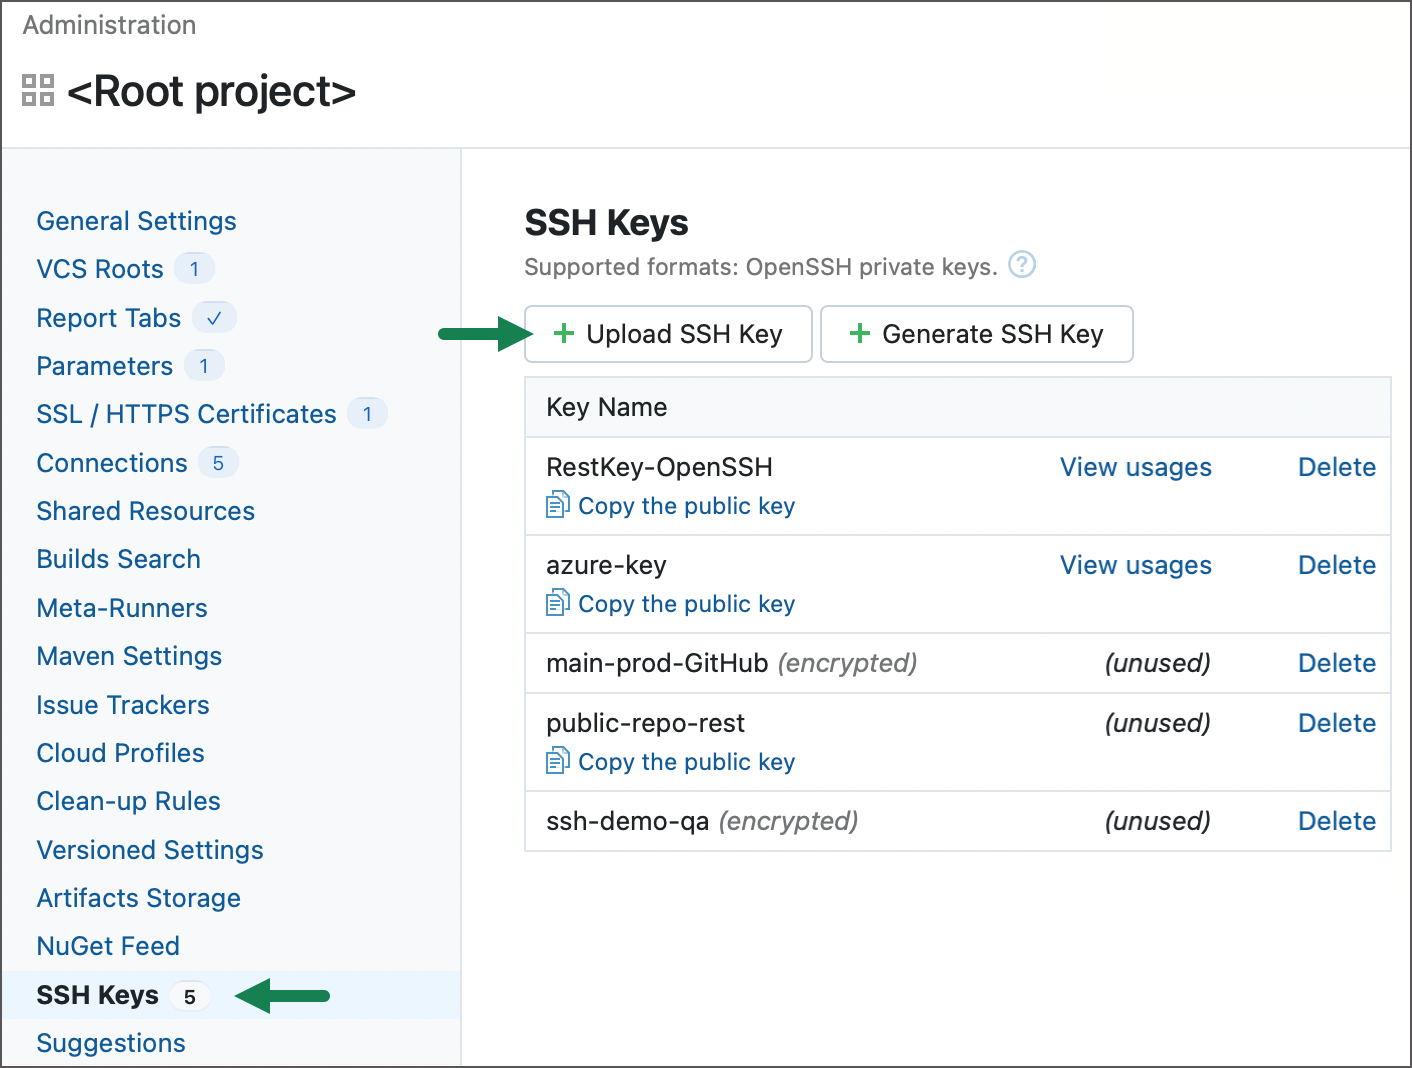 Administration
<Root project>
General Settings
VCS Roots 1
Report Tabs ✓
Parameters 1
SSL / HTTPS Certificates 1
Connections 5
Shared Resources
Builds Search
Meta-Runners
Maven Settings
Issue Trackers
Cloud Profiles
Clean-up Rules
Versioned Settings
Artifacts Storage
NuGet Feed
SSH Keys 5
Suggestions
SSH Keys
Supported formats: OpenSSH private keys. ?
+ Upload SSH Key + Generate SSH Key
Key Name
RestKey-OpenSSH View usages Delete
Copy the public key
azure-key View usages Delete
Copy the public key
main-prod-GitHub (encrypted) (unused) Delete
public-repo-rest (unused) Delete
Copy the public key
ssh-demo-qa (encrypted) (unused) Delete